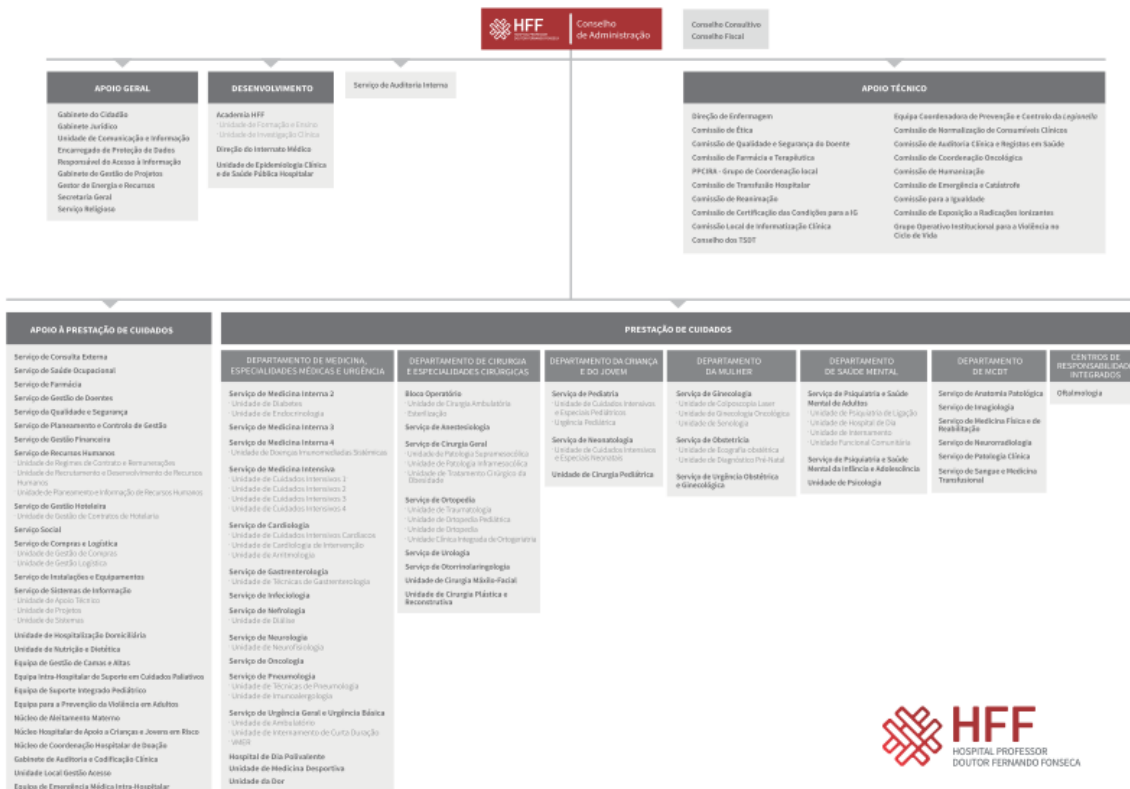 HFF
HOSPITAL PROFESSOR
DOUTOR FERNANDO FONSECA
Conselho
de Administração
Conselho Consultivo
Conselho Fiscal
APOIO GERAL
Gabinete do Cidadão
Gabinete Jurídico
Unidade de Comunicação e Informação
Encarregado de Proteção de Dados
Responsável do Acesso à Informação
Gabinete de Gestão de Projetos
Gestor de Energia e Recursos
Secretaria Geral
Serviço Religioso
DESENVOLVIMENTO
Academia HFF
· Unidade de Formação e Ensino
· Unidade de Investigação Clínica
Direção do Internato Médico
Unidade de Epidemiologia Clínica
e de Saúde Pública Hospitalar
Serviço de Auditoria Interna
APOIO TÉCNICO
Direção de Enfermagem
Comissão de Ética
Comissão de Qualidade e Segurança do Doente
Comissão de Farmácia e Terapêutica
PPCIRA - Grupo de Coordenação local
Comissão de Transfusão Hospitalar
Comissão de Reanimação
Comissão de Certificação das Condições para a IG
Comissão Local de Informatização Clínica
Conselho dos TSDT
Equipa Coordenadora de Prevenção e Controlo da Legionella
Comissão de Normalização de Consumíveis Clínicos
Comissão de Auditoria Clínica e Registos em Saúde
Comissão de Coordenação Oncológica
Comissão de Humanização
Comissão de Emergência e Catástrofe
Comissão para a Igualdade
Comissão de Exposição a Radicações Ionizantes
Grupo Operativo Institucional para a Violência no
Ciclo de Vida
APOIO À PRESTAÇÃO DE CUIDADOS
Serviço de Consulta Externa
Serviço de Saúde Ocupacional
Serviço de Farmácia
Serviço de Gestão de Doentes
Serviço da Qualidade e Segurança
Serviço de Planeamento e Controlo de Gestão
Serviço de Gestão Financeira
Serviço de Recursos Humanos
· Unidade de Regimes de Contrato e Remunerações
· Unidade de Recrutamento e Desenvolvimento de Recursos
Humanos
· Unidade de Planeamento e Informação de Recursos Humanos
Serviço de Gestão Hoteleira
· Unidade de Gestão de Contratos de Hotelaria
Serviço Social
Serviço de Compras e Logística
· Unidade de Gestão de Compras
· Unidade de Gestão Logística
Serviço de Instalações e Equipamentos
Serviço de Sistemas de Informação
· Unidade de Apoio Técnico
· Unidade de Projetos
· Unidade de Sistemas
Unidade de Hospitalização Domiciliária
Unidade de Nutrição e Dietética
Equipa de Gestão de Camas e Altas
Equipa Intra-Hospitalar de Suporte em Cuidados Paliativos
Equipa de Suporte Integrado Pediátrico
Equipa para a Prevenção da Violência em Adultos
Núcleo de Aleitamento Materno
Núcleo Hospitalar de Apoio a Crianças e Jovens em Risco
Núcleo de Coordenação Hospitalar de Doação
Gabinete de Auditoria e Codificação Clínica
Unidade Local Gestão Acesso
Equipa de Emergência Médica Intra-Hospitalar
PRESTAÇÃO DE CUIDADOS
DEPARTAMENTO DE MEDICINA,
ESPECIALIDADES MÉDICAS E URGÊNCIA
Serviço de Medicina Interna 2
· Unidade de Diabetes
· Unidade de Endocrinologia
Serviço de Medicina Interna 3
Serviço de Medicina Interna 4
· Unidade de Doenças Imunomediadas Sistémicas
Serviço de Medicina Intensiva
· Unidade de Cuidados Intensivos 1
· Unidade de Cuidados Intensivos 2
· Unidade de Cuidados Intensivos 3
· Unidade de Cuidados Intensivos 4
Serviço de Cardiologia
· Unidade de Cuidados Intensivos Cardíacos
· Unidade de Cardiologia de Intervenção
· Unidade de Arritmologia
Serviço de Gastrenterologia
· Unidade de Técnicas de Gastrenterologia
Serviço de Infeciologia
Serviço de Nefrologia
· Unidade de Diálise
Serviço de Neurologia
· Unidade de Neurofisiologia
Serviço de Oncologia
Serviço de Pneumologia
· Unidade de Técnicas de Pneumologia
· Unidade de Imunoalergologia
Serviço de Urgência Geral e Urgência Básica
· Unidade de Ambulatório
· Unidade de Internamento de Curta Duração
· VMER
Hospital de Dia Polivalente
Unidade de Medicina Desportiva
Unidade da Dor
DEPARTAMENTO DE CIRURGIA
E ESPECIALIDADES CIRÚRGICAS
Bloco Operatório
· Unidade de Cirurgia Ambulatória
· Esterilização
Serviço de Anestesiologia
Serviço de Cirurgia Geral
· Unidade de Patologia Supramesocólica
· Unidade de Patologia Inframesocólica
· Unidade de Tratamento Cirúrgico da
Obesidade
Serviço de Ortopedia
· Unidade de Traumatologia
· Unidade de Ortopedia Pediátrica
· Unidade de Ortopedia
· Unidade Clínica Integrada de Ortogeriatria
Serviço de Urologia
Serviço de Otorrinolaringologia
Unidade de Cirurgia Máxilo-Facial
Unidade de Cirurgia Plástica e
Reconstrutiva
DEPARTAMENTO DA CRIANÇA
E DO JOVEM
Serviço de Pediatria
· Unidade de Cuidados Intensivos
e Especiais Pediátricos
· Urgência Pediátrica
Serviço de Neonatologia
· Unidade de Cuidados Intensivos
e Especiais Neonatais
Unidade de Cirurgia Pediátrica
DEPARTAMENTO
DA MULHER
Serviço de Ginecologia
· Unidade de Colposcopia Laser
· Unidade de Ginecologia Oncológica
· Unidade de Senologia
Serviço de Obstetrícia
· Unidade de Ecografia obstétrica
· Unidade de Diagnóstico Pré-Natal
Serviço de Urgência Obstétrica
e Ginecológica
DEPARTAMENTO
DE SAÚDE MENTAL
Serviço de Psiquiatria e Saúde
Mental de Adultos
· Unidade de Psiquiatria de Ligação
· Unidade de Hospital de Dia
· Unidade de Internamento
· Unidade Funcional Comunitária
Serviço de Psiquiatria e Saúde
Mental da Infância e Adolescência
Unidade de Psicologia
DEPARTAMENTO
DE MCDT
Serviço de Anatomia Patológica
Serviço de Imagiologia
Serviço de Medicina Física e de
Reabilitação
Serviço de Neurorradiologia
Serviço de Patologia Clínica
Serviço de Sangue e Medicina
Transfusional
CENTROS DE
RESPONSABILIDADE
INTEGRADOS
Oftalmologia
HFF
HOSPITAL PROFESSOR
DOUTOR FERNANDO FONSECA